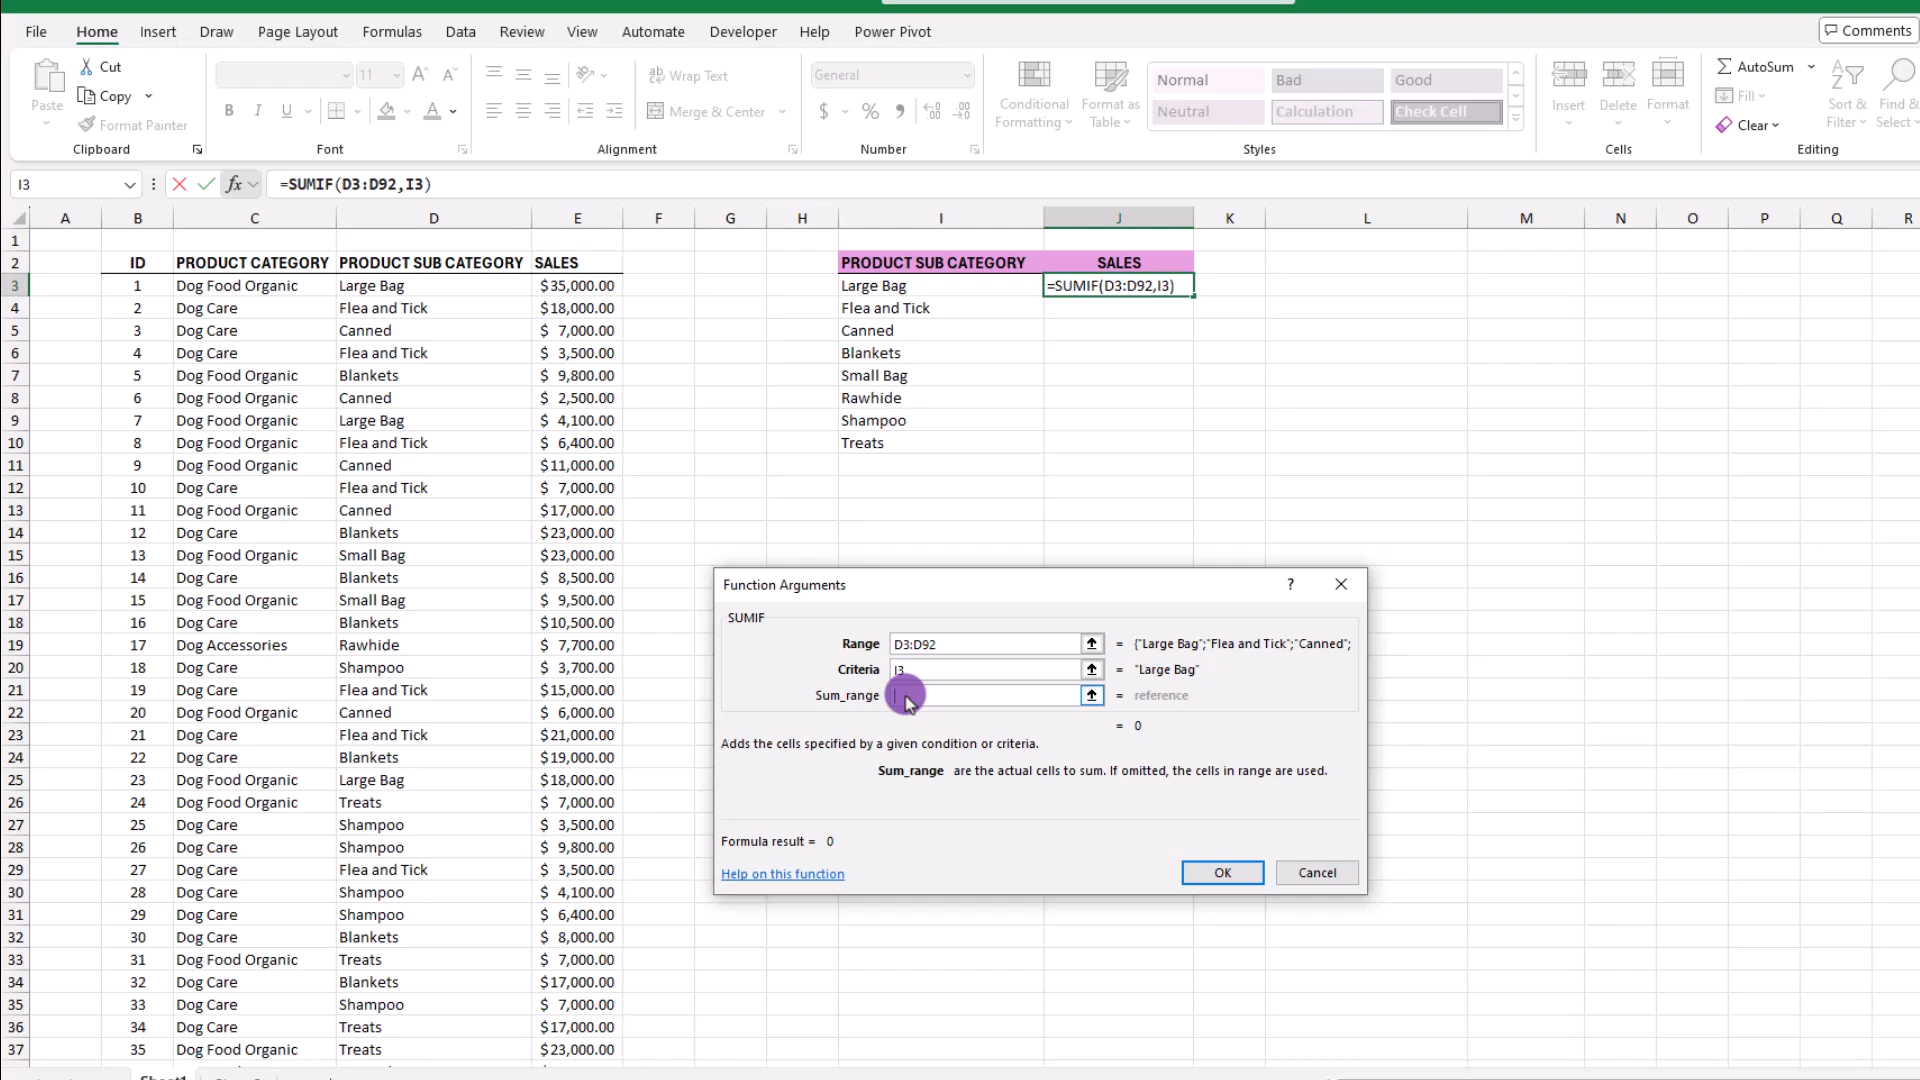 File Home Insert Draw Page Layout Formulas Data Review View Automate Developer Help Power Pivot Comments
Paste Cut Copy Format Painter
11
General
Wrap Text
Merge & Center
$ % 9
Conditional Formatting Format as Table
Normal Bad Good
Neutral Calculation Check Cell
Insert Delete Format
AutoSum
Fill
Clear
Sort & Filter Find & Select
B I U A
Clipboard Font Alignment Number Styles Cells Editing
I3 fx =SUMIF(D3:D92,I3)
A B C D E F G H I J K L M N O P Q R
1
2 ID PRODUCT CATEGORY PRODUCT SUB CATEGORY SALES PRODUCT SUB CATEGORY SALES
3 1 Dog Food Organic Large Bag $35,000.00 Large Bag =SUMIF(D3:D92,I3)
4 2 Dog Care Flea and Tick $18,000.00 Flea and Tick
5 3 Dog Care Canned $ 7,000.00 Canned
6 4 Dog Care Flea and Tick $ 3,500.00 Blankets
7 5 Dog Food Organic Blankets $ 9,800.00 Small Bag
8 6 Dog Food Organic Canned $ 2,500.00 Rawhide
9 7 Dog Food Organic Large Bag $ 4,100.00 Shampoo
10 8 Dog Food Organic Flea and Tick $ 6,400.00 Treats
11 9 Dog Food Organic Canned $11,000.00
12 10 Dog Care Flea and Tick $ 7,000.00
13 11 Dog Food Organic Canned $17,000.00
14 12 Dog Care Blankets $23,000.00
15 13 Dog Food Organic Small Bag $23,000.00
16 14 Dog Care Blankets $ 8,500.00
17 15 Dog Food Organic Small Bag $ 9,500.00
18 16 Dog Care Blankets $10,500.00
19 17 Dog Accessories Rawhide $ 7,700.00
20 18 Dog Care Shampoo $ 3,700.00
21 19 Dog Care Flea and Tick $15,000.00
22 20 Dog Care Canned $ 6,000.00
23 21 Dog Care Flea and Tick $21,000.00
24 22 Dog Care Blankets $19,000.00
25 23 Dog Food Organic Large Bag $18,000.00
26 24 Dog Food Organic Treats $ 7,000.00
27 25 Dog Care Shampoo $ 3,500.00
28 26 Dog Care Shampoo $ 9,800.00
29 27 Dog Care Flea and Tick $ 3,500.00
30 28 Dog Care Shampoo $ 4,100.00
31 29 Dog Care Shampoo $ 6,400.00
32 30 Dog Care Blankets $ 8,000.00
33 31 Dog Food Organic Treats $ 7,000.00
34 32 Dog Care Blankets $17,000.00
35 33 Dog Care Shampoo $ 7,000.00
36 34 Dog Care Treats $17,000.00
37 35 Dog Food Organic Treats $23,000.00
Function Arguments ?
SUMIF
Range D3:D92 = {"Large Bag";"Flea and Tick";"Canned";
Criteria I3 = "Large Bag"
Sum_range = reference
= 0
Adds the cells specified by a given condition or criteria.
Sum_range are the actual cells to sum. If omitted, the cells in range are used.
Formula result = 0
Help on this function OK Cancel
Sheet1